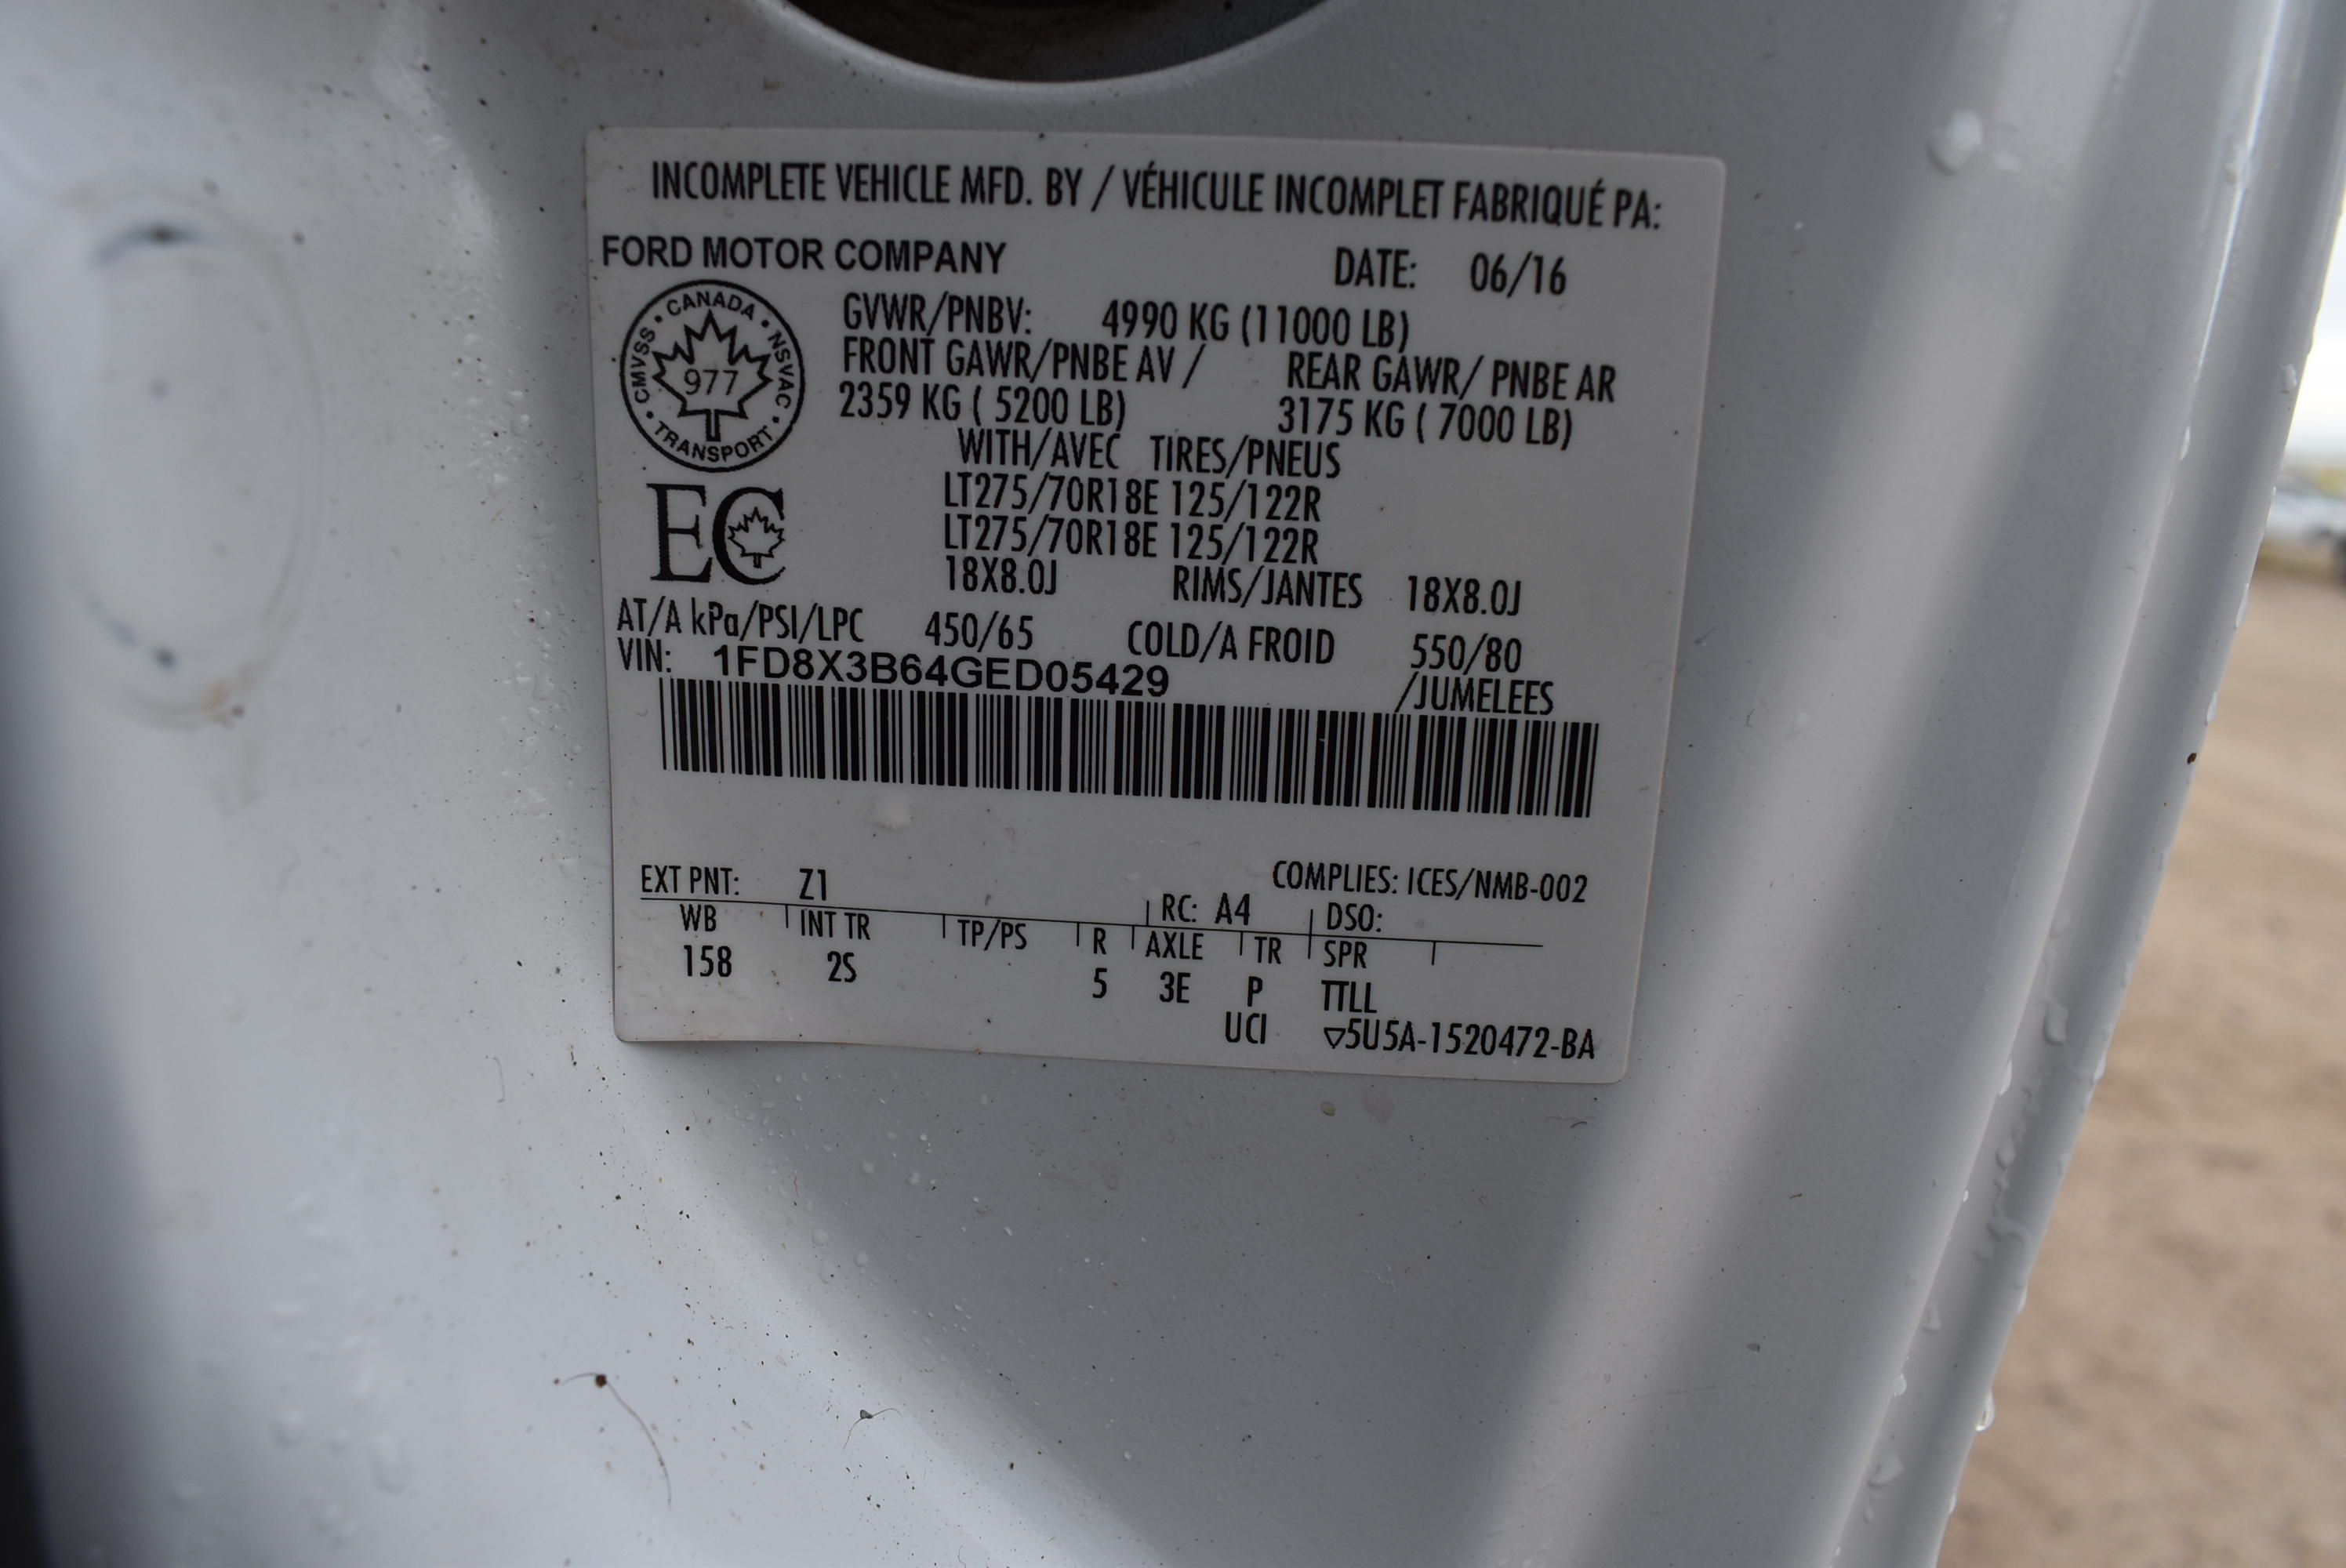 INCOMPLETE VEHICLE MFD. BY / VÉHICULE INCOMPLET FABRIQUÉ PA:
FORD MOTOR COMPANY DATE: 06/16
CMVSS • CANADA • NSVAC • TRANSPORT •
977
GVWR/PNBV: 4990 KG (11000 LB)
FRONT GAWR/PNBE AV / REAR GAWR/ PNBE AR
2359 KG ( 5200 LB) 3175 KG ( 7000 LB)
WITH/AVEC TIRES/PNEUS
LT275/70R18E 125/122R
LT275/70R18E 125/122R
EC
18X8.0J RIMS/JANTES 18X8.0J
AT/A kPa/PSI/LPC 450/65 COLD/A FROID 550/80
VIN: 1FD8X3B64GED05429 /JUMELEES
COMPLIES: ICES/NMB-002
EXT PNT: Z1 RC: A4 DSO:
WB INT TR TP/PS R AXLE TR SPR
158 2S 5 3E P TTLL
UCI ▽5U5A-1520472-BA